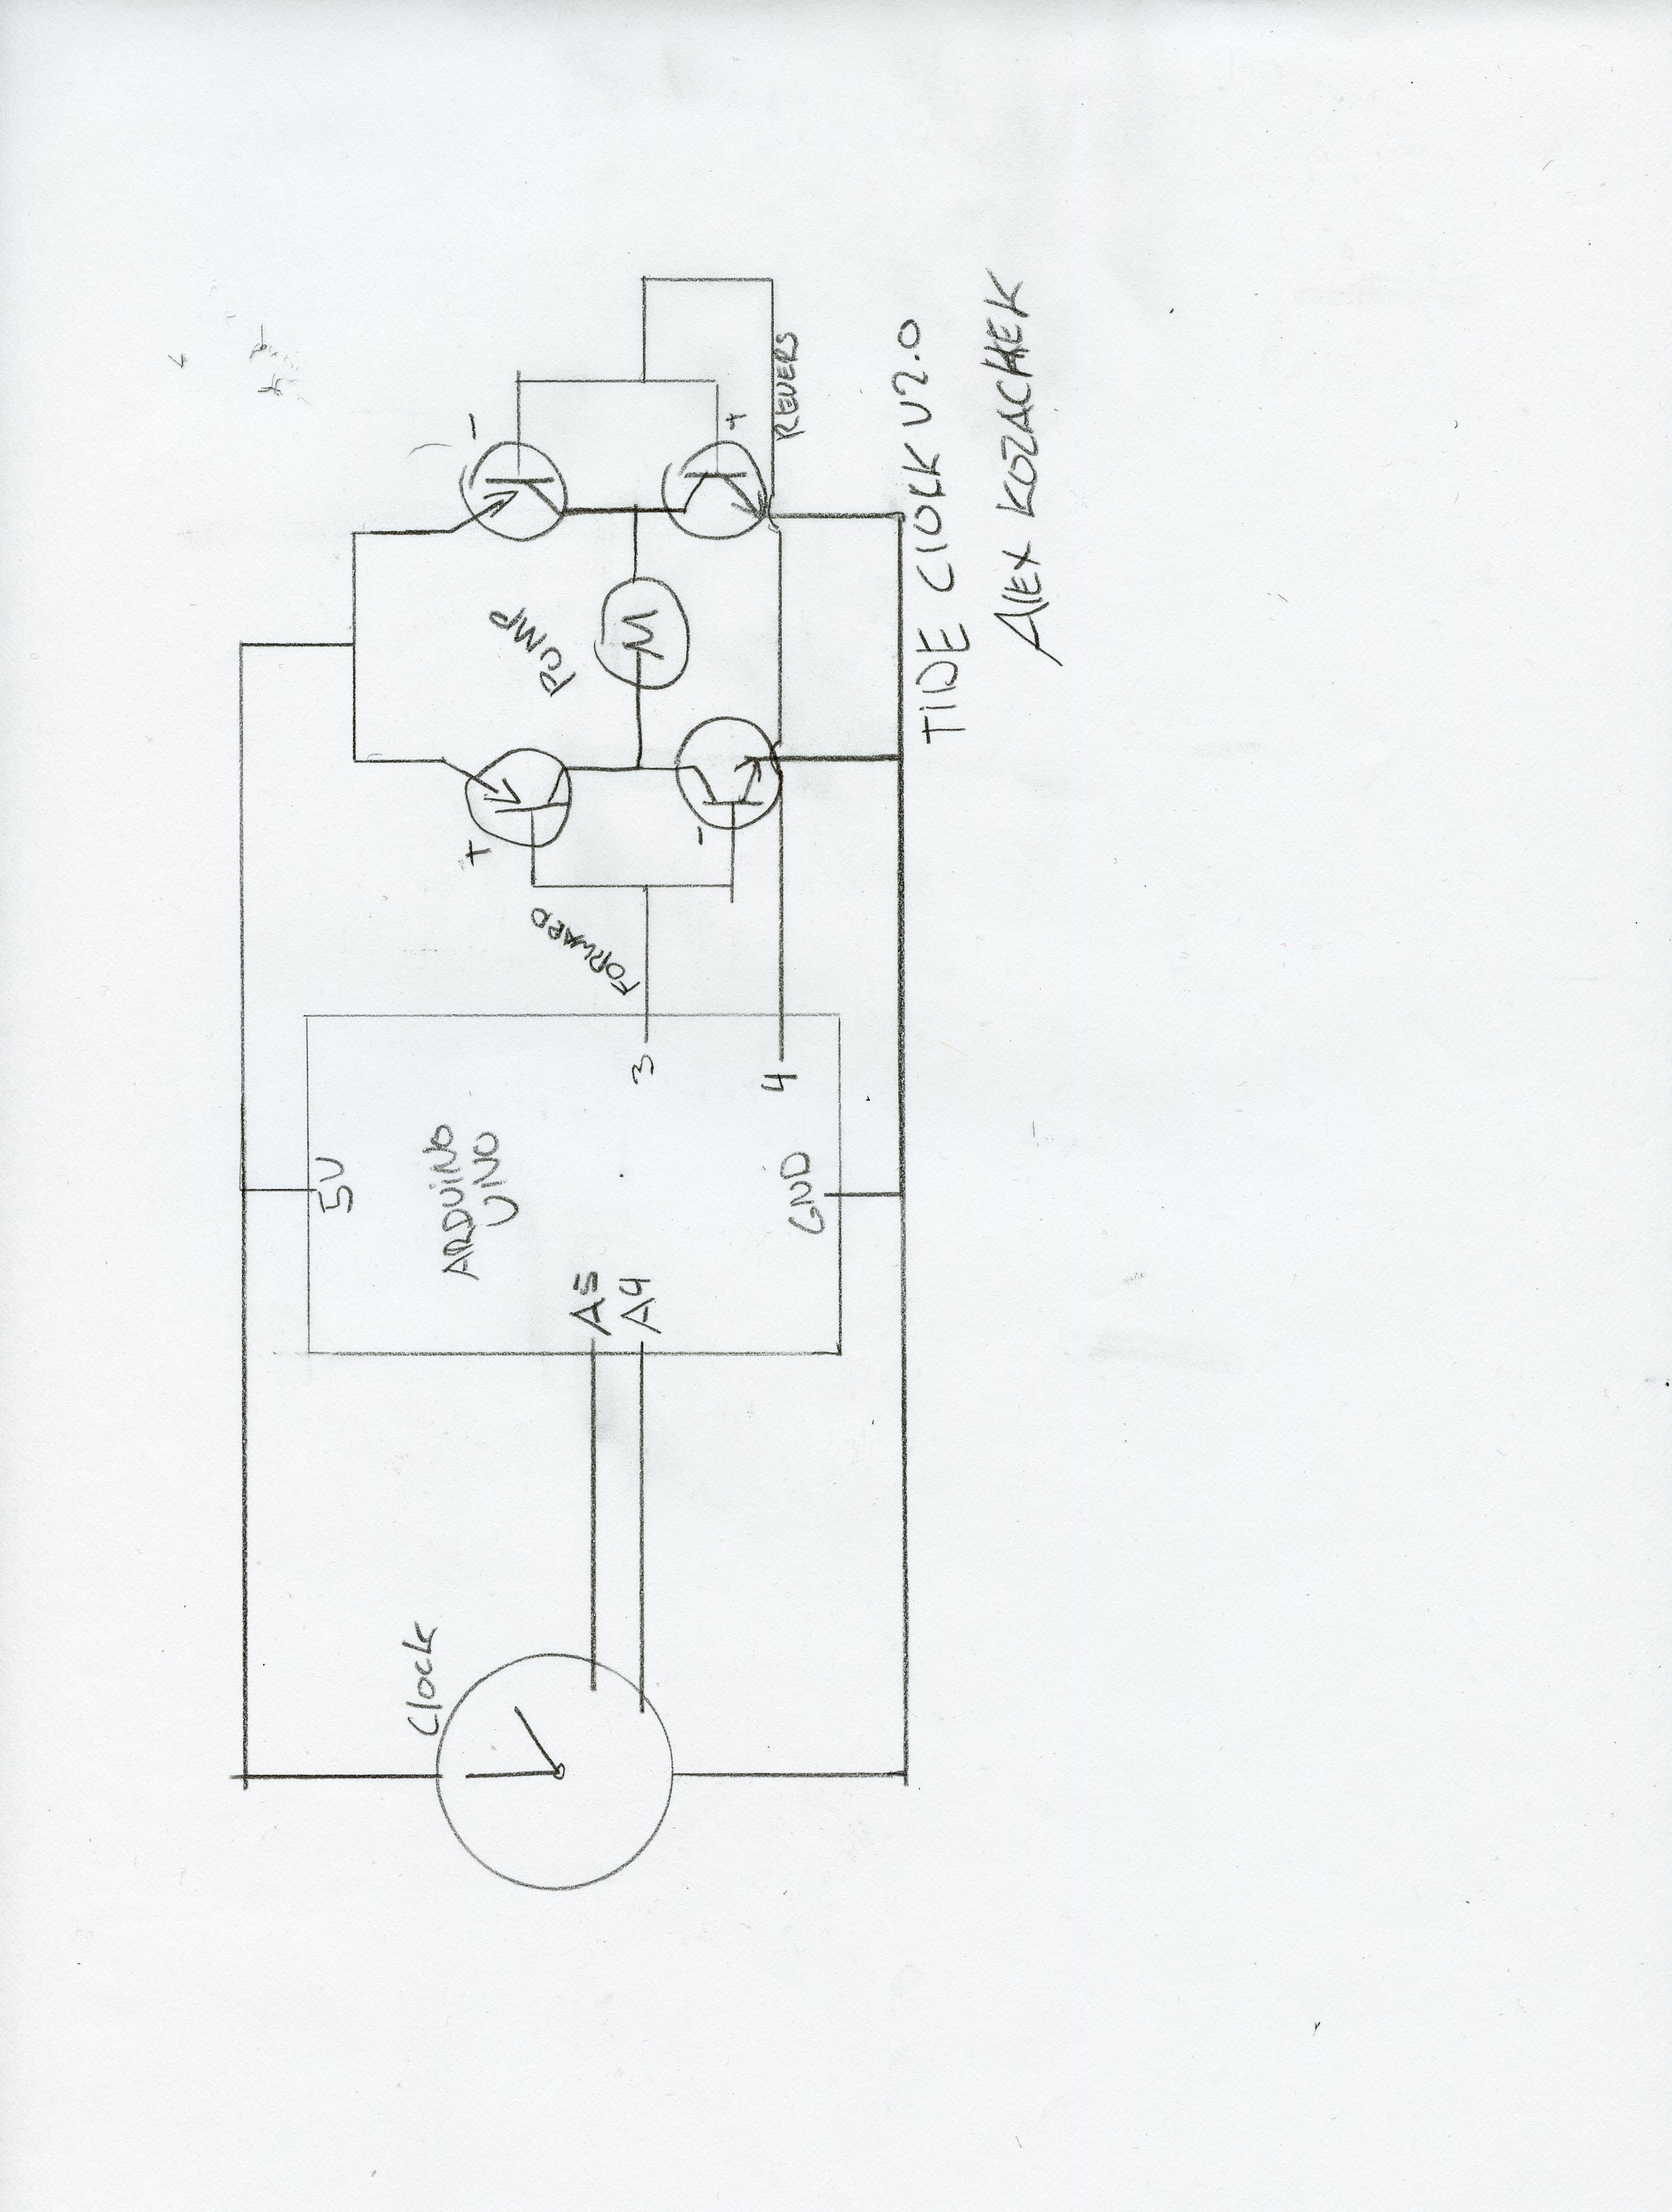 Clock
5V
ARDUiNO
UNO
A5
A4
GND
3
4
FORWARD
+
-
PUMP
M
-
+
REVERS
TIDE ClOCK V2.0
AlEX KOZACHEK